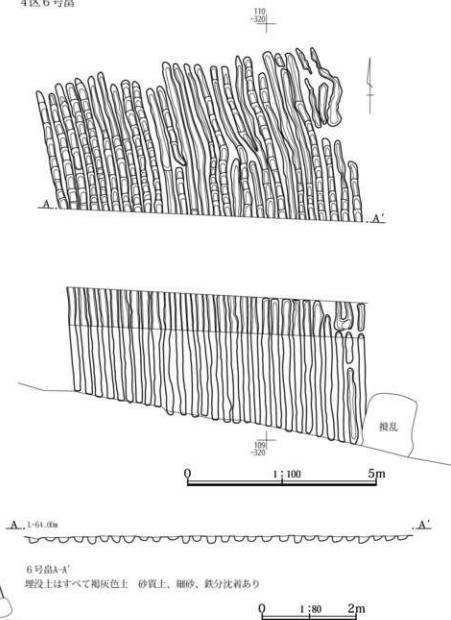 4区6号畠
110
-320
A
A'
攪乱
109
-320
0 1:100 5m
A L=64.00m A'
6号畠A-A'
埋没土はすべて褐灰色土 砂質土、細砂、鉄分沈着あり
0 1:80 2m